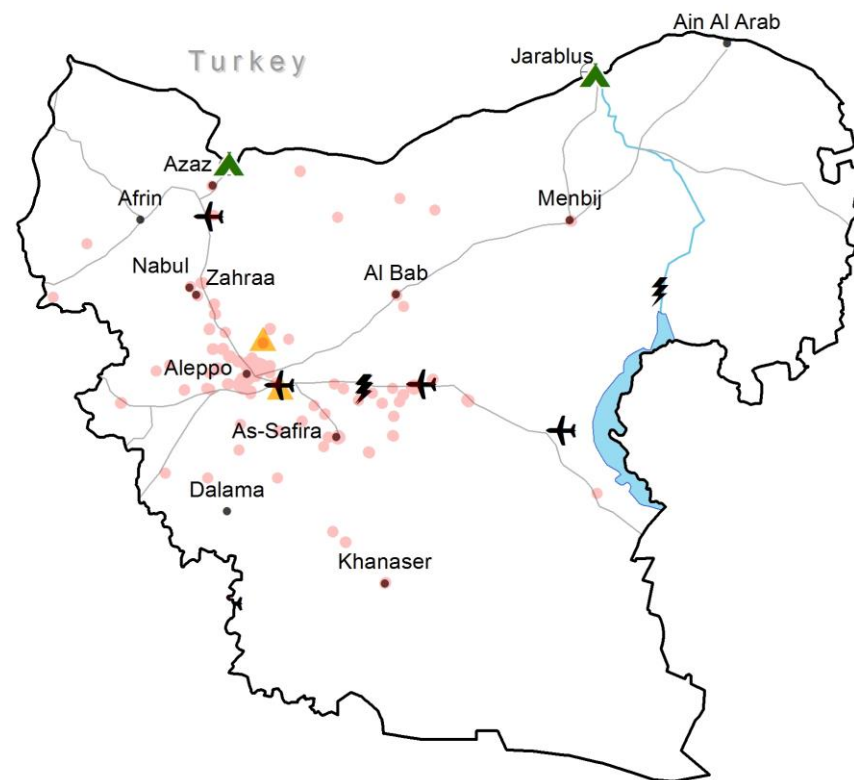 Ain Al Arab
Turkey
Jarablus
Azaz
Afrin
Menbij
Nabul
Zahraa
Al Bab
Aleppo
As-Safira
Dalama
Khanaser